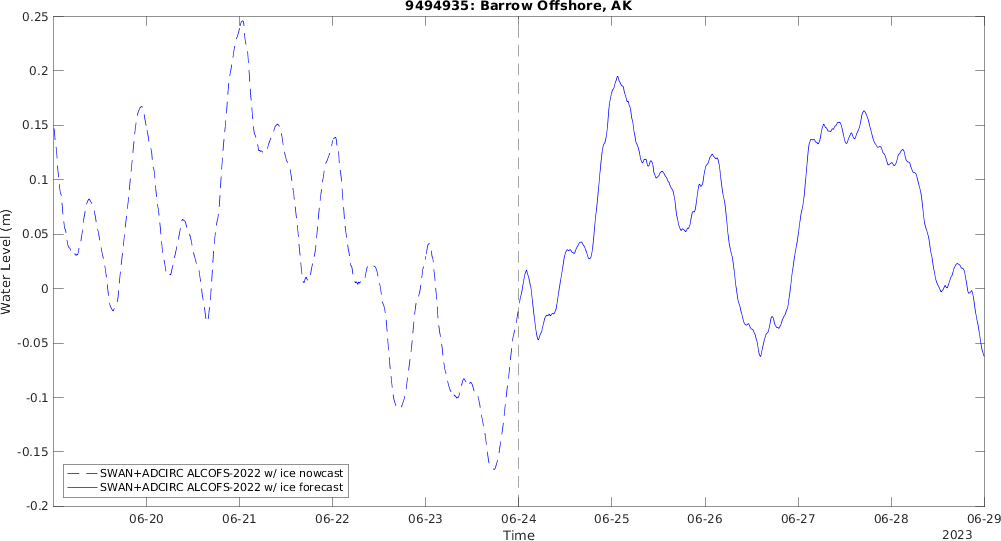 9494935: Barrow Offshore, AK
Water Level (m)
0.25
0.2
0.15
0.1
0.05
0
-0.05
-0.1
-0.15
-0.2
SWAN+ADCIRC ALCOFS-2022 w/ ice nowcast
SWAN+ADCIRC ALCOFS-2022 w/ ice forecast
06-20 06-21 06-22 06-23 06-24 06-25 06-26 06-27 06-28 06-29
Time
2023